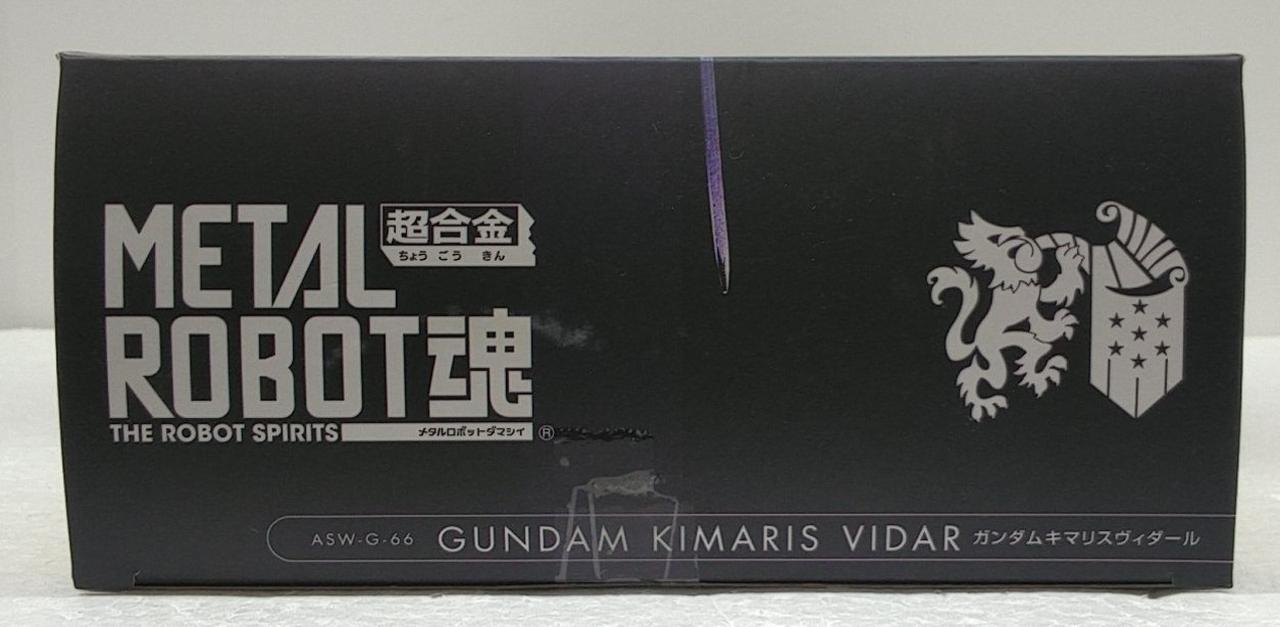 METAL 超合金
ちょう ごう きん
ROBOT魂
THE ROBOT SPIRITS メタルロボットダマシイ ®
ASW-G-66 GUNDAM KIMARIS VIDAR ガンダムキマリスヴィダール